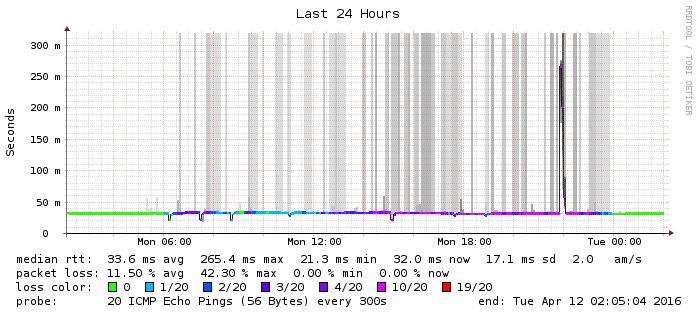 Last 24 Hours
RRDTOOL / TOBI OETIKER
Seconds
300 m
250 m
200 m
150 m
100 m
50 m
0
Mon 06:00 Mon 12:00 Mon 18:00 Tue 00:00
median rtt: 33.6 ms avg 265.4 ms max 21.3 ms min 32.0 ms now 17.1 ms sd 2.0 am/s
packet loss: 11.50 % avg 42.30 % max 0.00 % min 0.00 % now
loss color: 0 1/20 2/20 3/20 4/20 10/20 19/20
probe: 20 ICMP Echo Pings (56 Bytes) every 300s end: Tue Apr 12 02:05:04 2016